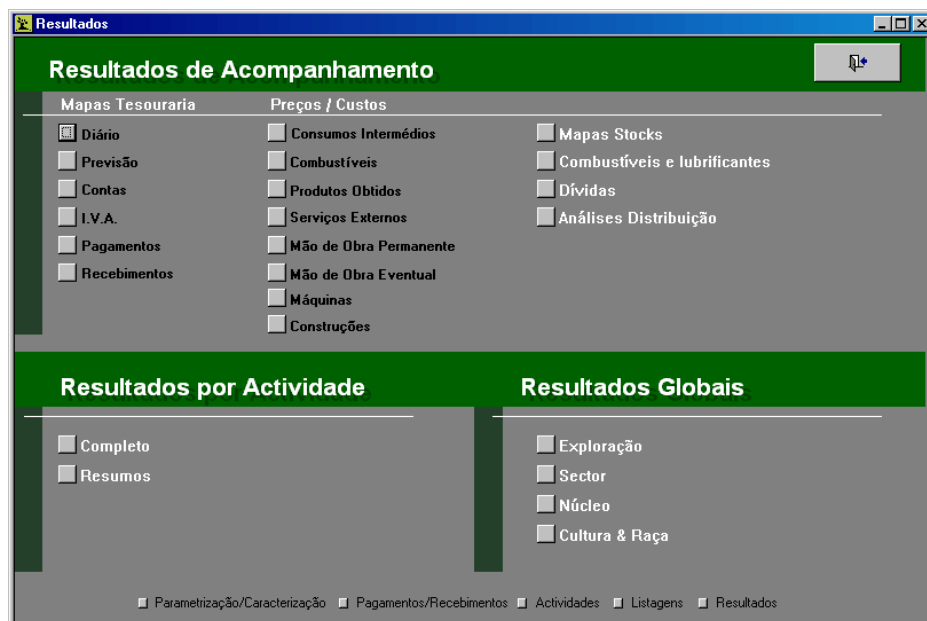 Resultados
Resultados de Acompanhamento
Mapas Tesouraria
Diário
Previsão
Contas
I.V.A.
Pagamentos
Recebimentos
Preços / Custos
Consumos Intermédios
Combustíveis
Produtos Obtidos
Serviços Externos
Mão de Obra Permanente
Mão de Obra Eventual
Máquinas
Construções
Mapas Stocks
Combustíveis e lubrificantes
Dívidas
Análises Distribuição
Resultados por Actividade
Completo
Resumos
Resultados Globais
Exploração
Sector
Núcleo
Cultura & Raça
Parametrização/Caracterização Pagamentos/Recebimentos Actividades Listagens Resultados